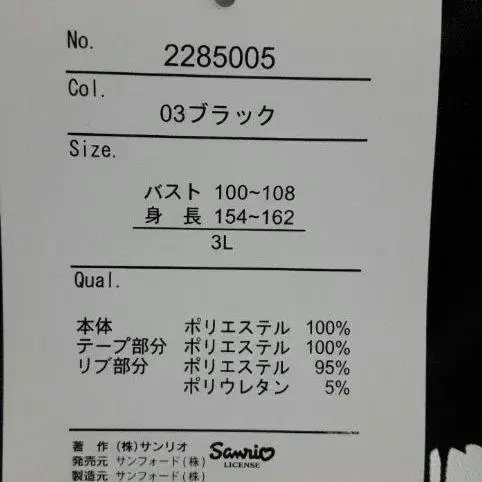 No. 2285005
Col.
03ブラック
Size.
バスト 100~108
身 長 154~162
3L
Qual.
本体 ポリエステル 100%
テープ部分 ポリエステル 100%
リブ部分 ポリエステル 95%
ポリウレタン 5%
著 作 (株)サンリオ
発売元 サンフォード(株)
製造元 サンフォード(株)
Sanrio
LICENSE